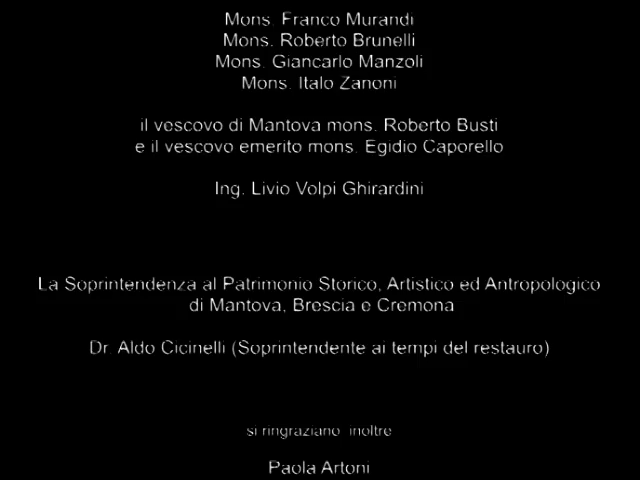 Mons. Franco Murandi
Mons. Roberto Brunelli
Mons. Giancarlo Manzoli
Mons. Italo Zanoni
il vescovo di Mantova mons. Roberto Busti
e il vescovo emerito mons. Egidio Caporello
Ing. Livio Volpi Ghirardini
La Soprintendenza al Patrimonio Storico, Artistico ed Antropologico
di Mantova, Brescia e Cremona
Dr. Aldo Cicinelli (Soprintendente ai tempi del restauro)
si ringraziano inoltre
Paola Artoni